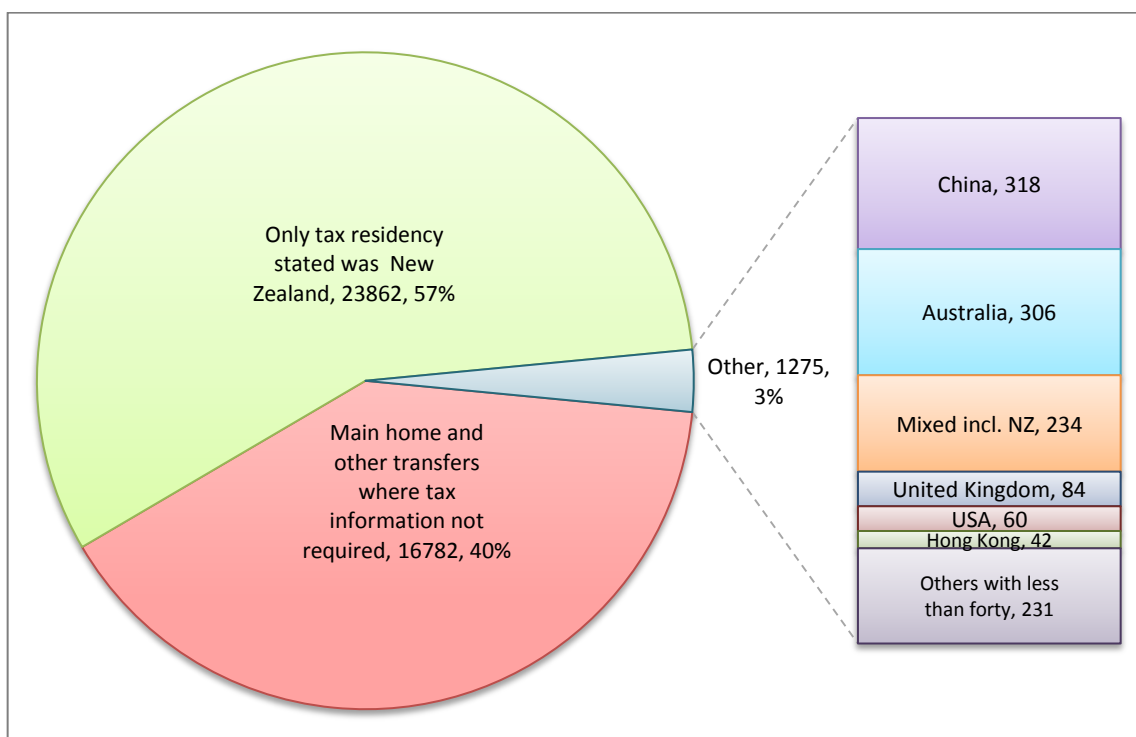 Only tax residency
stated was New
Zealand, 23862, 57%
Main home and
other transfers
where tax
information not
required, 16782, 40%
Other, 1275,
3%
China, 318
Australia, 306
Mixed incl. NZ, 234
United Kingdom, 84
USA, 60
Hong Kong, 42
Others with less
than forty, 231